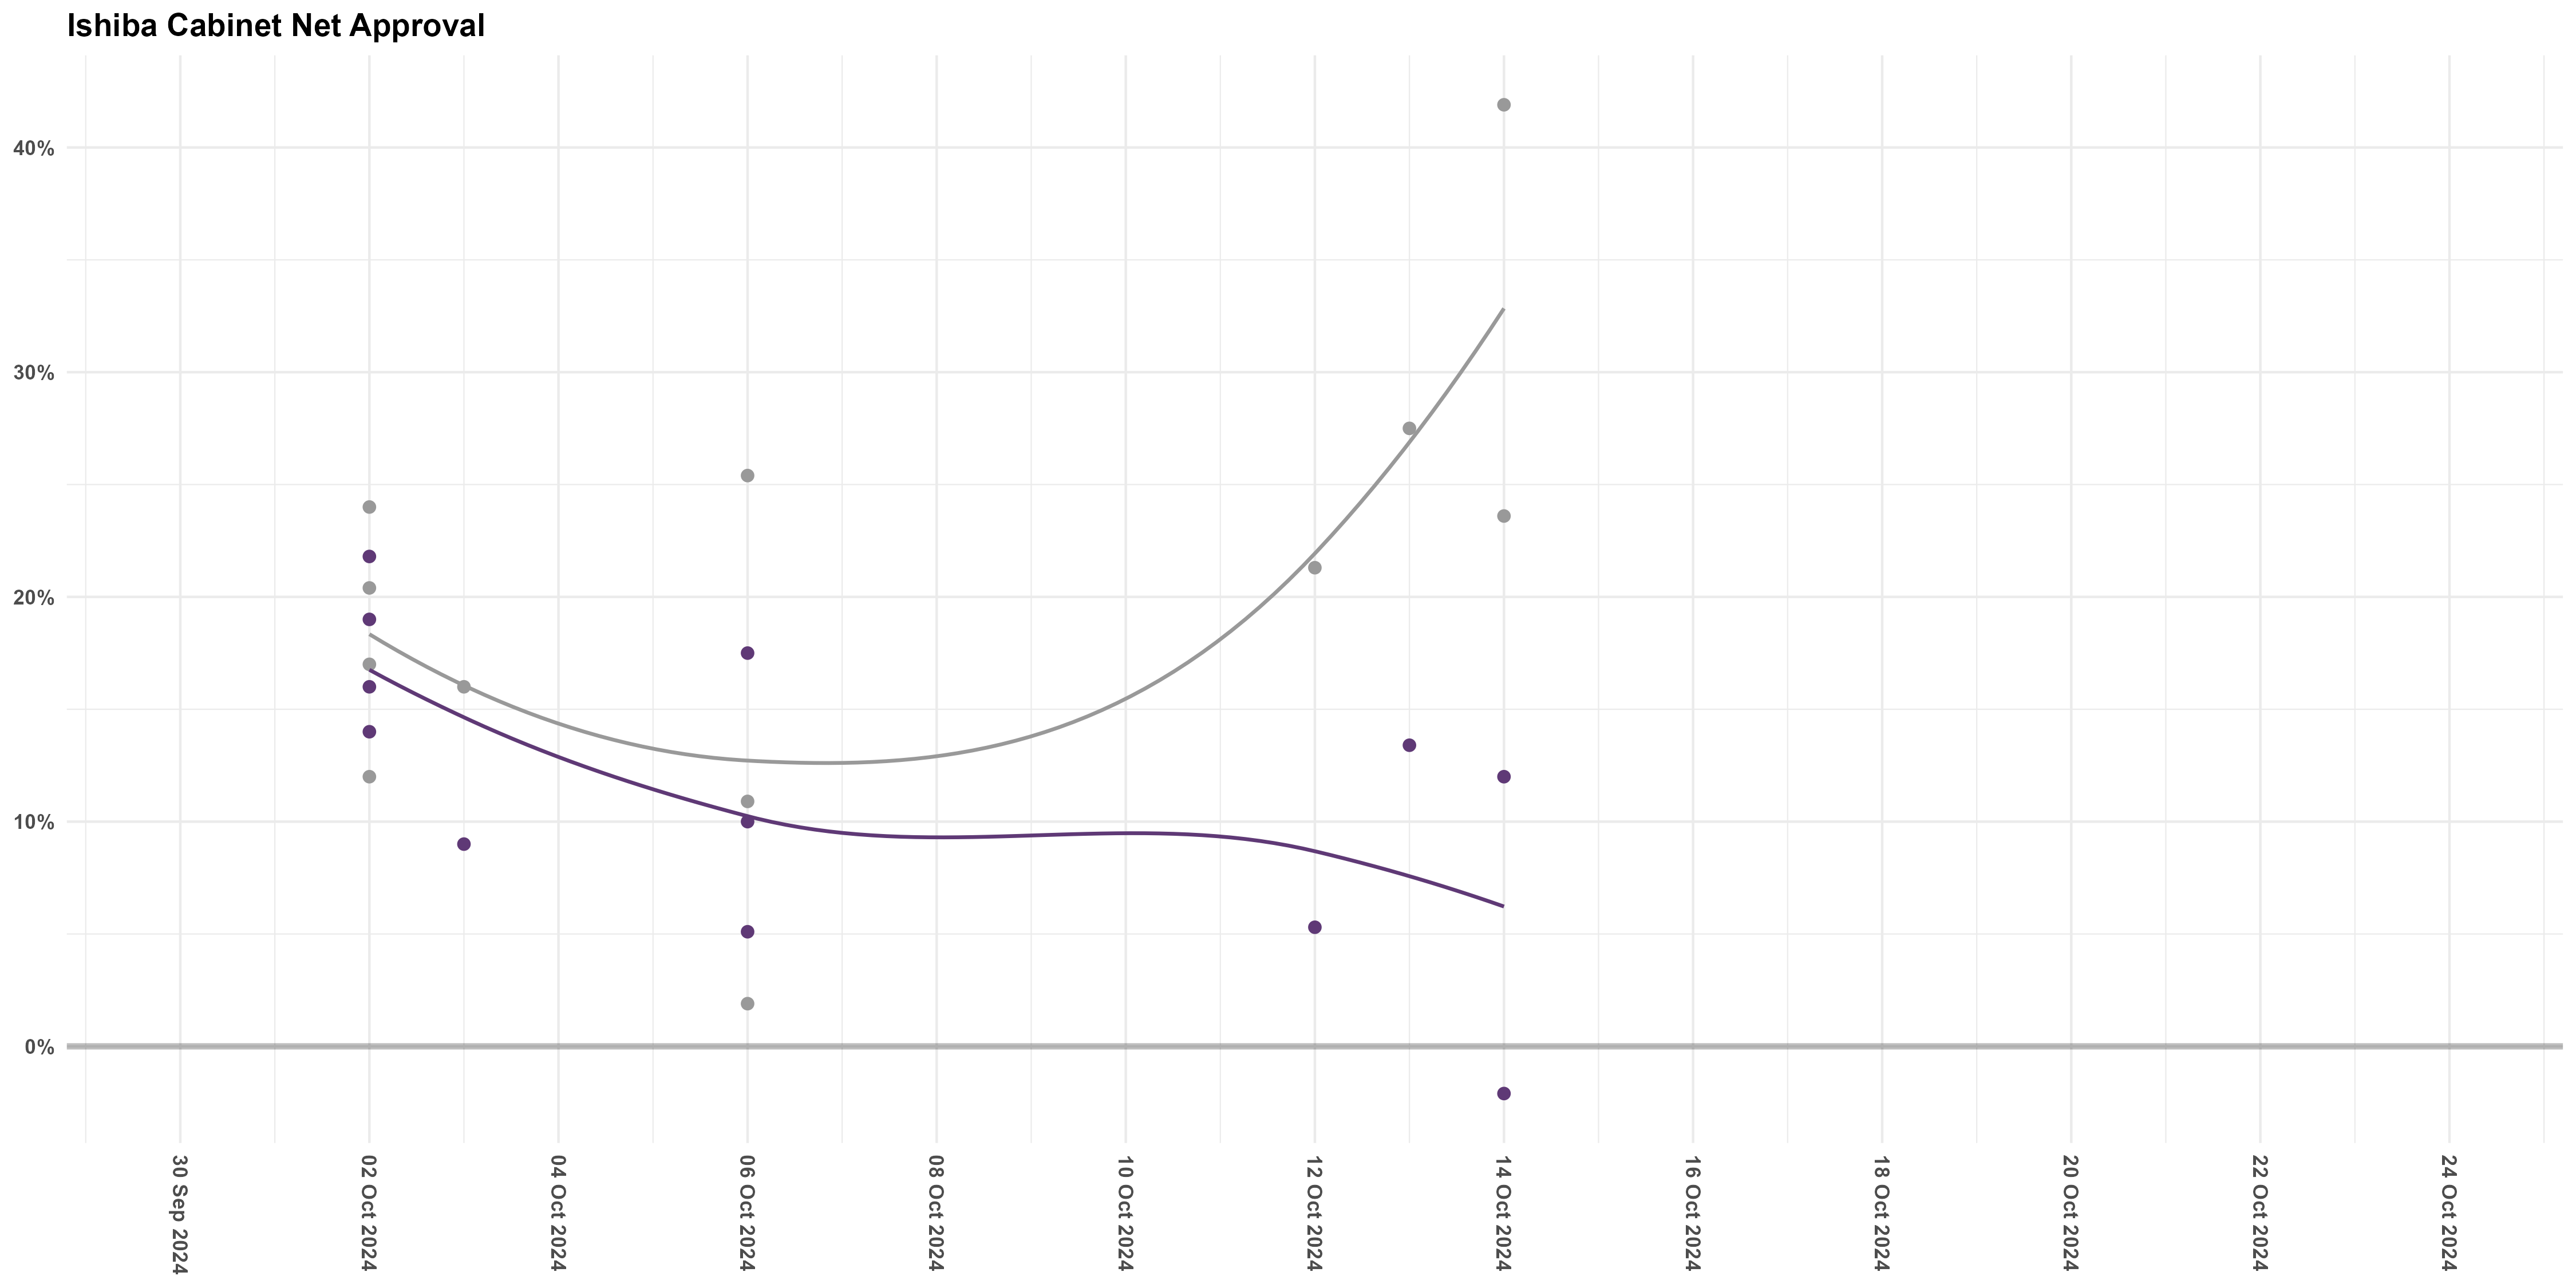 Ishiba Cabinet Net Approval
40%
30%
20%
10%
0%
30 Sep 2024
02 Oct 2024
04 Oct 2024
06 Oct 2024
08 Oct 2024
10 Oct 2024
12 Oct 2024
14 Oct 2024
16 Oct 2024
18 Oct 2024
20 Oct 2024
22 Oct 2024
24 Oct 2024